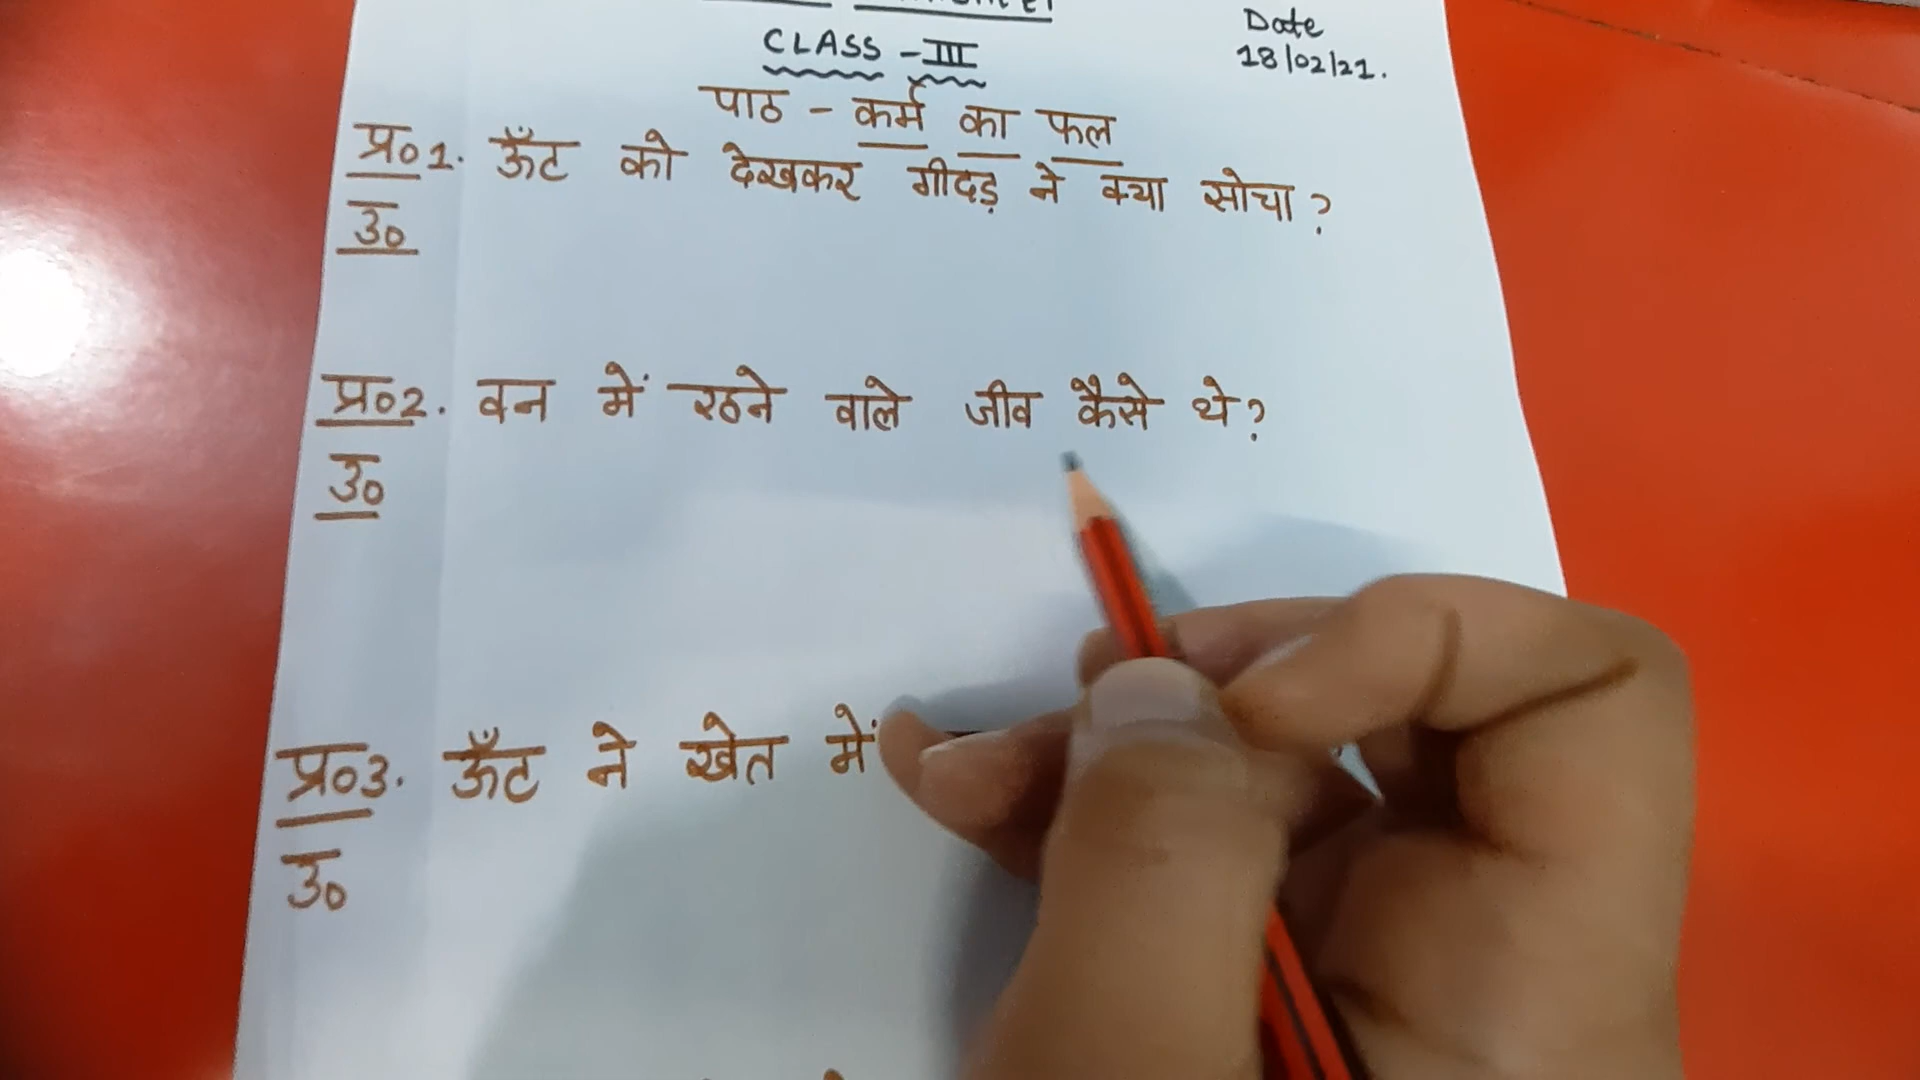 CLASS - III
Date
18/02/21.
पाठ - कर्म का फल
प्र०1. ऊँट को देखकर गीदड़ ने क्या सोचा?
उ०
प्र०2. वन में रहने वाले जीव कैसे थे?
उ०
प्र०3. ऊँट ने खेत में
उ०